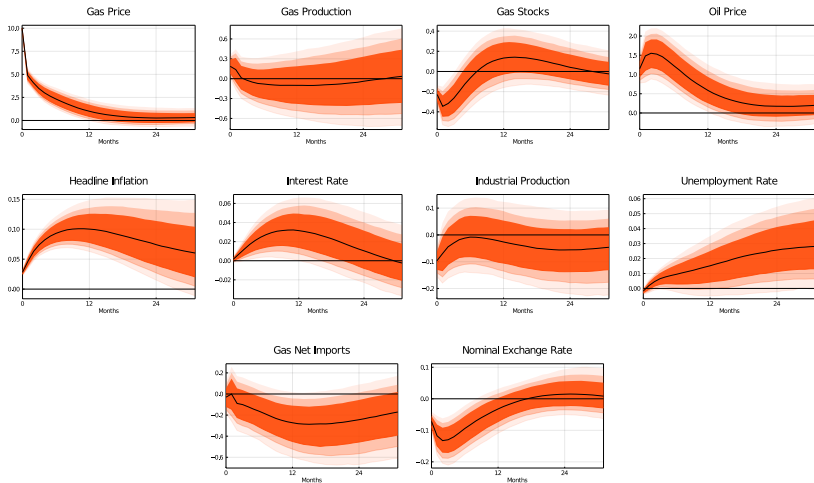 Gas Price
Gas Production
Gas Stocks
Oil Price
10.0
7.5
5.0
2.5
0.0
0 12 24
Months
0.6
0.3
0.0
−0.3
−0.6
0 12 24
Months
0.4
0.2
0.0
−0.2
−0.4
0 12 24
Months
2.0
1.5
1.0
0.5
0.0
0 12 24
Months
Headline Inflation
Interest Rate
Industrial Production
Unemployment Rate
0.15
0.10
0.05
0.00
0 12 24
Months
0.06
0.04
0.02
0.00
−0.02
0 12 24
Months
0.1
0.0
−0.1
−0.2
0 12 24
Months
0.06
0.05
0.04
0.03
0.02
0.01
0.00
0 12 24
Months
Gas Net Imports
Nominal Exchange Rate
0.2
0.0
−0.2
−0.4
−0.6
0 12 24
Months
0.1
0.0
−0.1
−0.2
0 12 24
Months